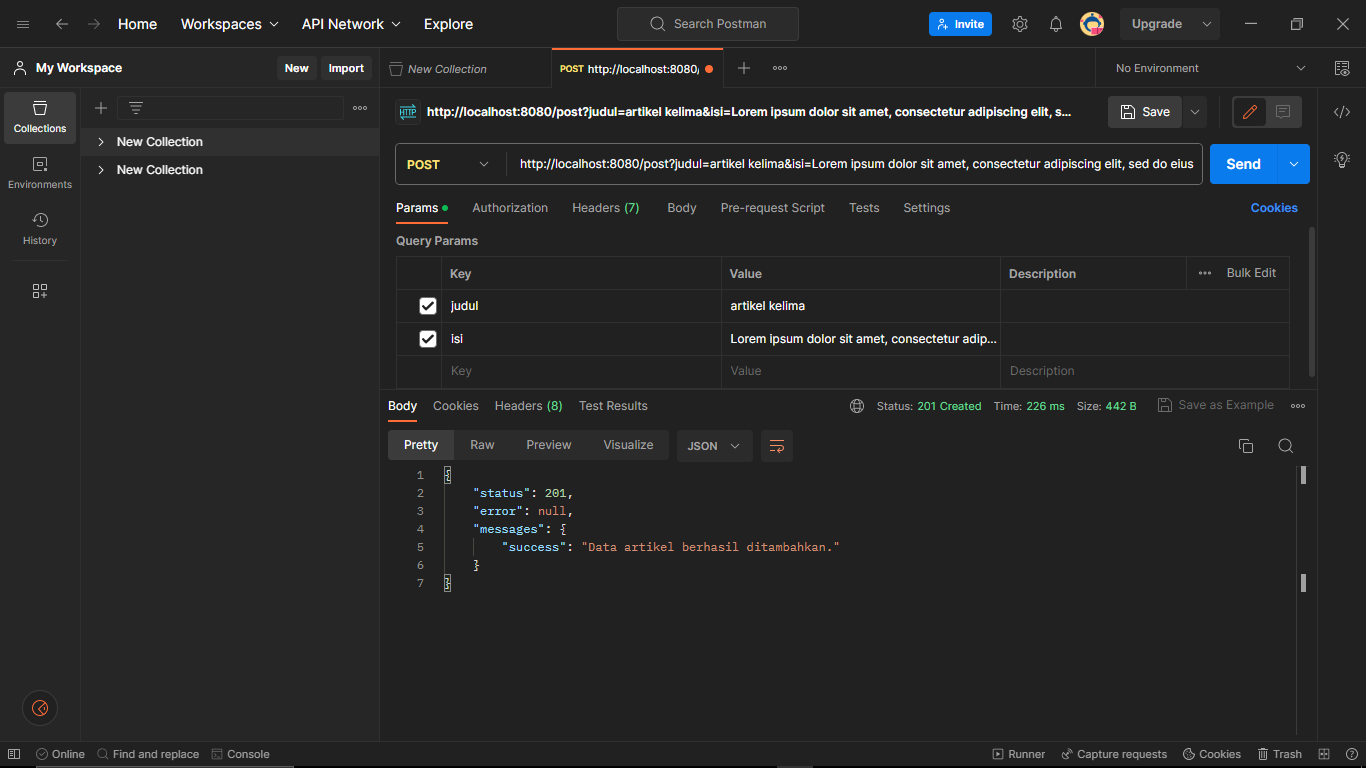 Home Workspaces API Network Explore Search Postman Invite Upgrade
My Workspace New Import New Collection POST http://localhost:8080/ No Environment
Collections
Environments
History
New Collection
New Collection
HTTP http://localhost:8080/post?judul=artikel kelima&isi=Lorem ipsum dolor sit amet, consectetur adipiscing elit, s... Save
POST http://localhost:8080/post?judul=artikel kelima&isi=Lorem ipsum dolor sit amet, consectetur adipiscing elit, sed do eius Send
Params Authorization Headers (7) Body Pre-request Script Tests Settings Cookies
Query Params
Key Value Description Bulk Edit
judul artikel kelima
isi Lorem ipsum dolor sit amet, consectetur adip...
Key Value Description
Body Cookies Headers (8) Test Results Status: 201 Created Time: 226 ms Size: 442 B Save as Example
Pretty Raw Preview Visualize JSON
1 {
2 "status": 201,
3 "error": null,
4 "messages": {
5 "success": "Data artikel berhasil ditambahkan."
6 }
7 }
Online Find and replace Console Runner Capture requests Cookies Trash